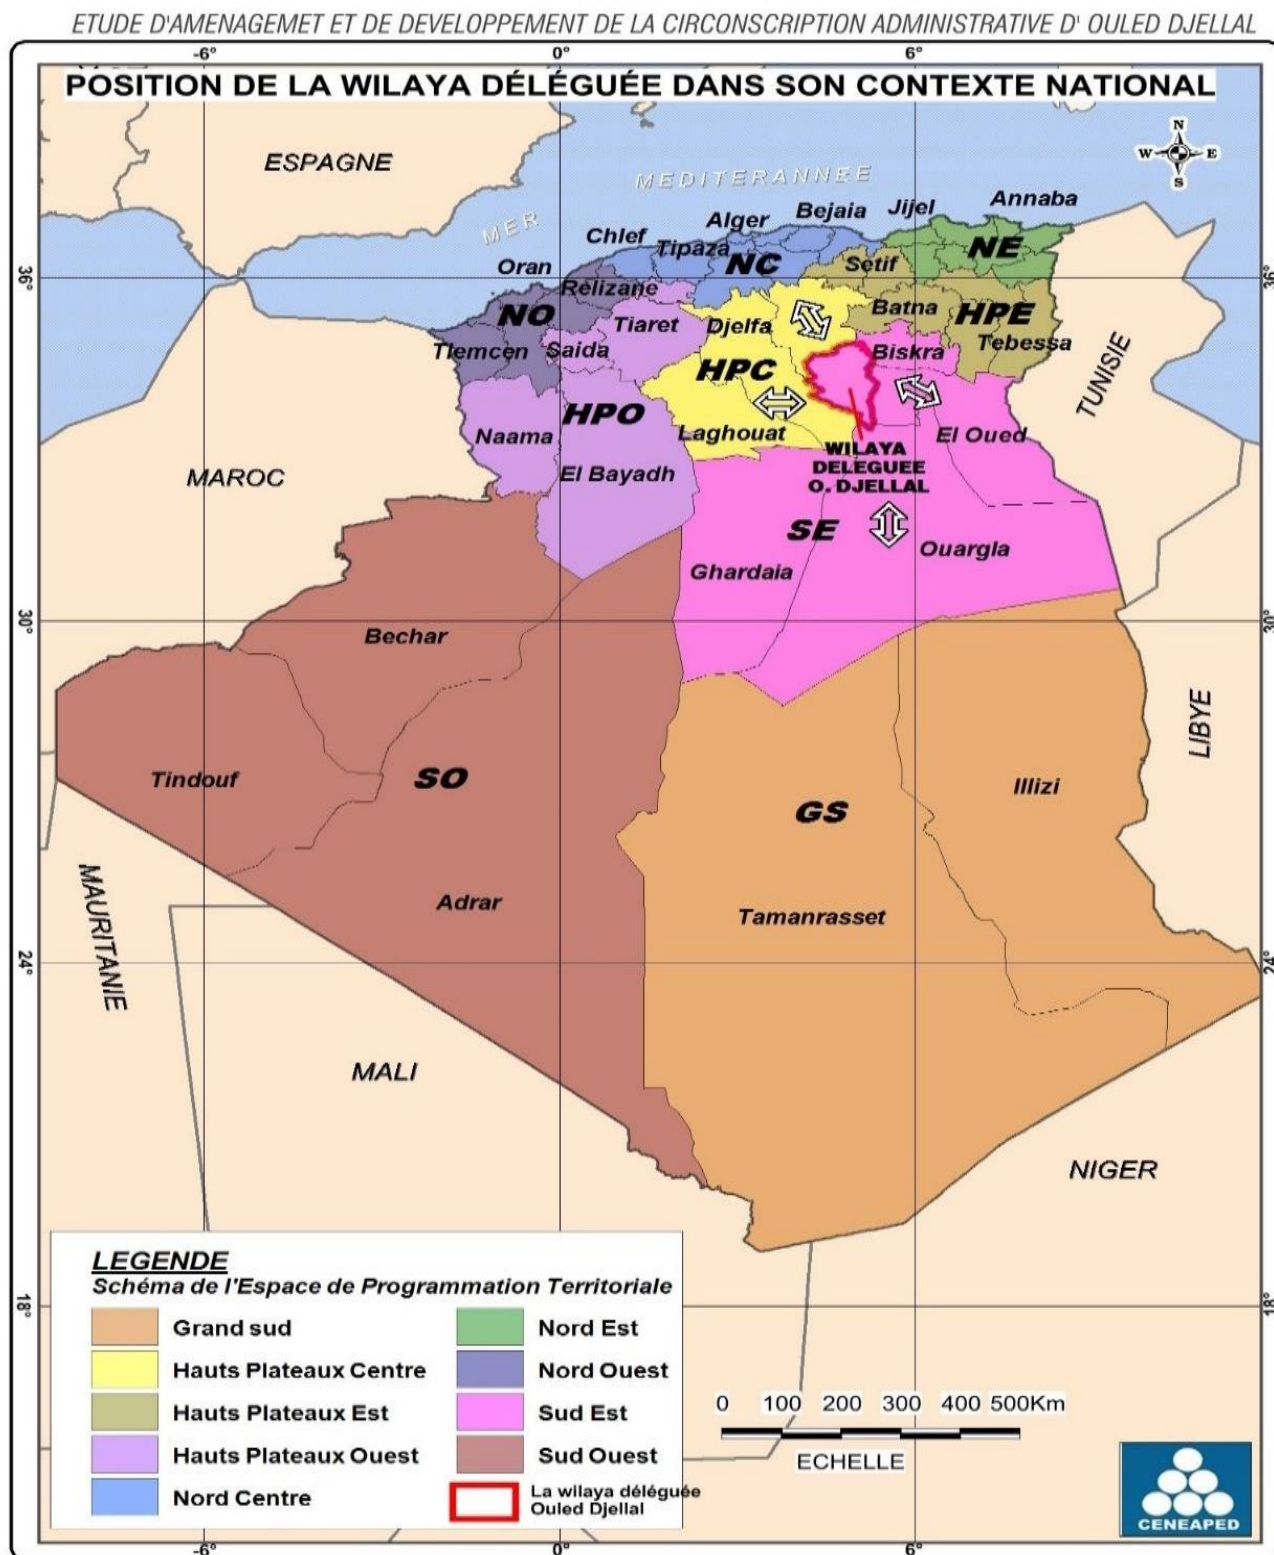 ETUDE D'AMENAGEMET ET DE DEVELOPPEMENT DE LA CIRCONSCRIPTION ADMINISTRATIVE D' OULED DJELLAL
-6° 0° 6°
POSITION DE LA WILAYA DÉLÉGUÉE DANS SON CONTEXTE NATIONAL
N
W E
S
ESPAGNE
MER MEDITERANNEE
Annaba
Jijel
Bejaia
Alger
Chlef
Tipaza
NE
NC
Setif
Oran
36° 36°
Relizane
NO
Tiaret
Djelfa
Batna
HPE
Tebessa
Tlemcen
Saida
Biskra
TUNISIE
HPC
HPO
Naama
Laghouat
El Oued
WILAYA
DELEGUEE
O. DJELLAL
MAROC
El Bayadh
SE
Ouargla
Ghardaia
30° 30°
Bechar
LIBYE
Tindouf
SO
GS
Illizi
MAURITANIE
Adrar
Tamanrasset
24° 24°
MALI
NIGER
18° 18°
LEGENDE
Schéma de l'Espace de Programmation Territoriale
Grand sud
Hauts Plateaux Centre
Hauts Plateaux Est
Hauts Plateaux Ouest
Nord Centre
Nord Est
Nord Ouest
Sud Est
Sud Ouest
La wilaya déléguée
Ouled Djellal
0 100 200 300 400 500Km
ECHELLE
CENEAPED
-6° 0° 6°